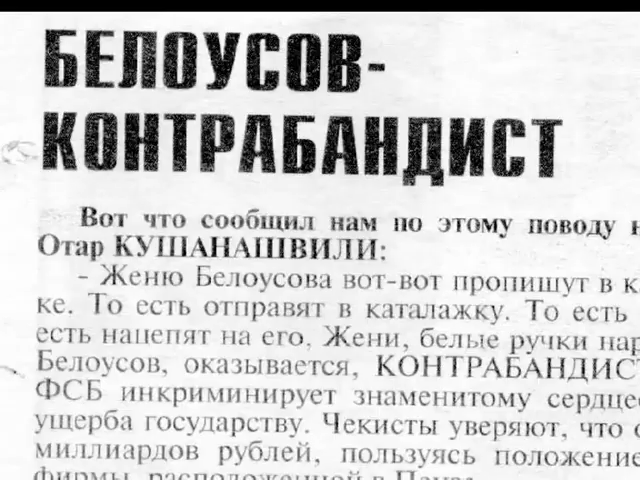 БЕЛОУСОВ-
КОНТРАБАНДИСТ
Вот что сообщил нам по этому поводу
Отар КУШАНАШВИЛИ:
- Женю Белоусова вот-вот пропишут в
ке. То есть отправят в каталажку. То есть
есть нацепят на его, Жени, белые ручки
Белоусов, оказывается, КОНТРАБАНДИСТ
ФСБ инкриминирует знаменитому
ущерба государству. Чекисты уверяют, что
миллиардов рублей, пользуясь
фирмы, расположенной в